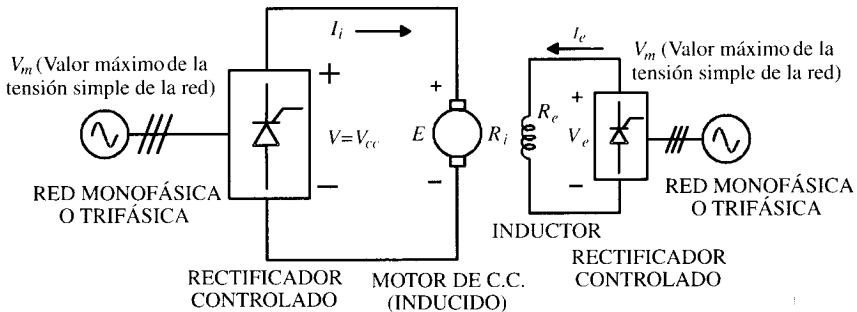 V_m (Valor máximo de la
tensión simple de la red)
RED MONOFÁSICA
O TRIFÁSICA
I_i
+
V=V_cc
−
RECTIFICADOR
CONTROLADO
+
E
R_i
−
MOTOR DE C.C.
(INDUCIDO)
R_e
INDUCTOR
I_e
+
V_e
−
RECTIFICADOR
CONTROLADO
V_m (Valor máximo de la
tensión simple de la red)
RED MONOFÁSICA
O TRIFÁSICA